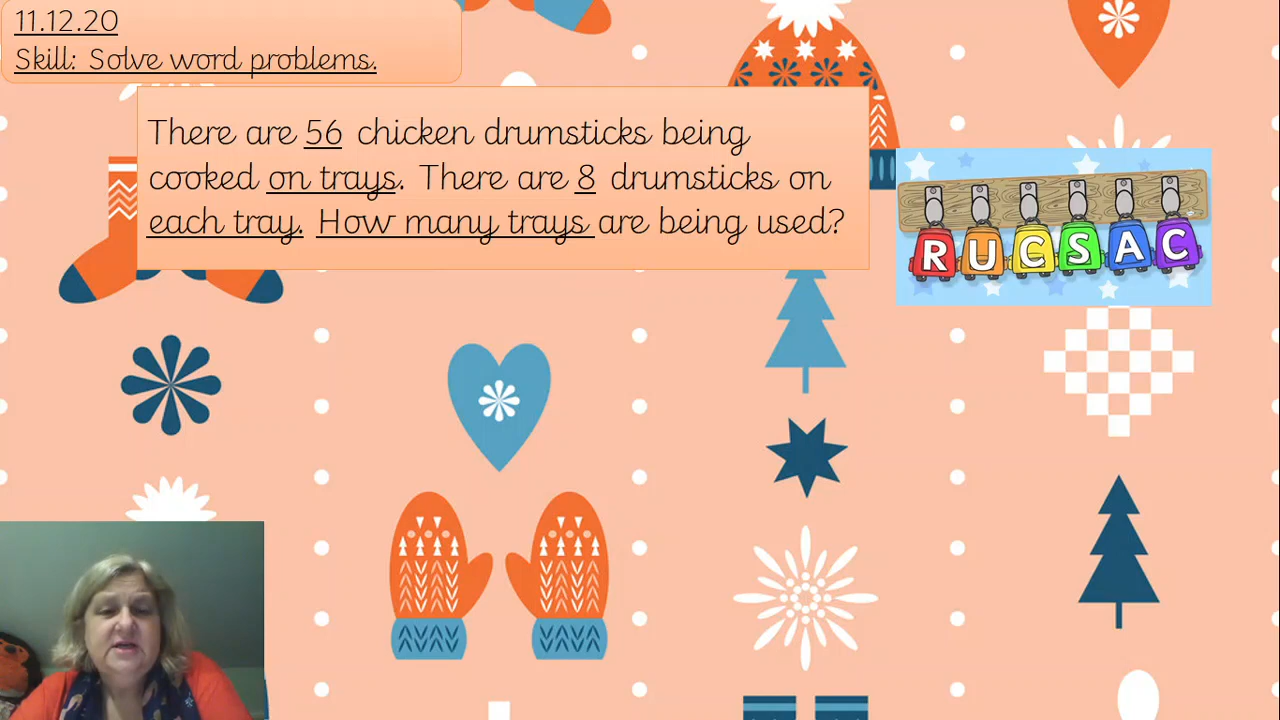 11.12.20
Skill: Solve word problems.
There are 56 chicken drumsticks being
cooked on trays. There are 8 drumsticks on
each tray. How many trays are being used?
RUCSAC